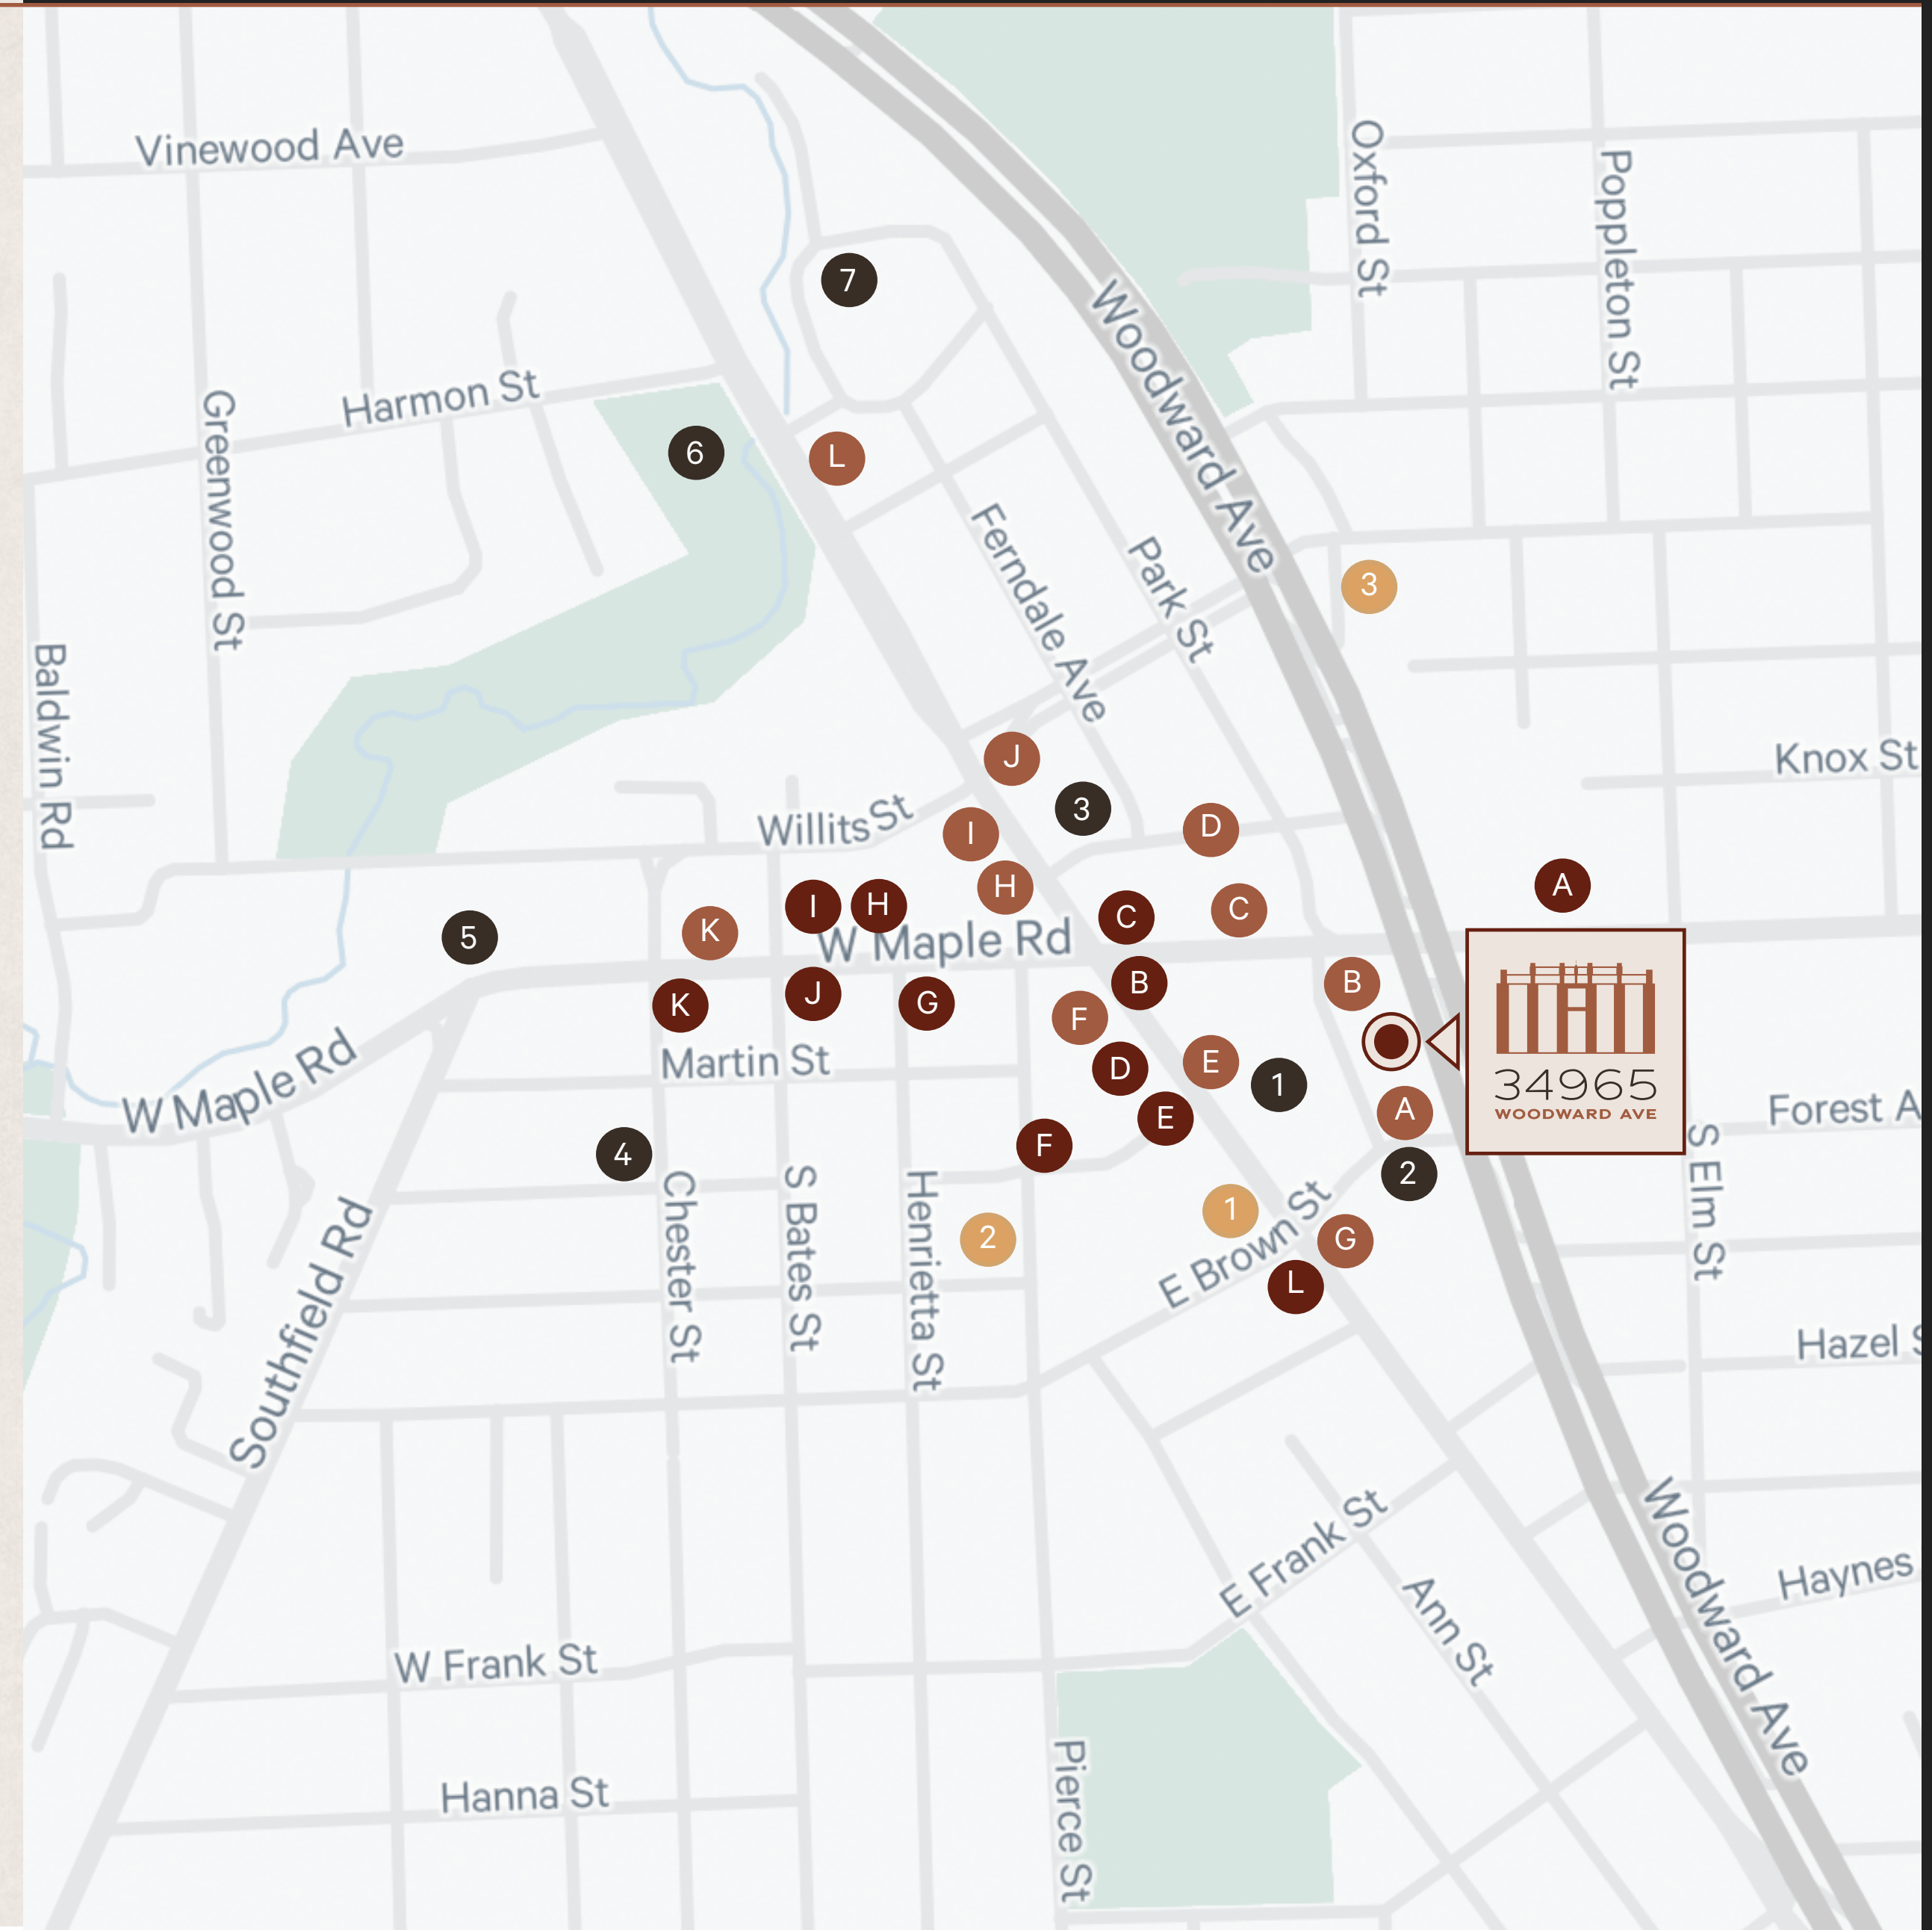 Vinewood Ave
Oxford St
Poppleton St
7
Woodward Ave
Harmon St
Greenwood St
6
L
Ferndale Ave
Park St
3
Baldwin Rd
J
Knox St
3
Willits St
I
D
H
A
I
H
C
C
K
5
W Maple Rd
B
B
J
K
G
F
34965
WOODWARD AVE
Martin St
W Maple Rd
D
E
1
A
Forest A
E
F
4
2
S Elm St
Chester St
S Bates St
Henrietta St
1
2
E Brown St
G
L
Southfield Rd
Hazel S
Woodward Ave
E Frank St
Haynes
Ann St
W Frank St
Hanna St
Pierce St